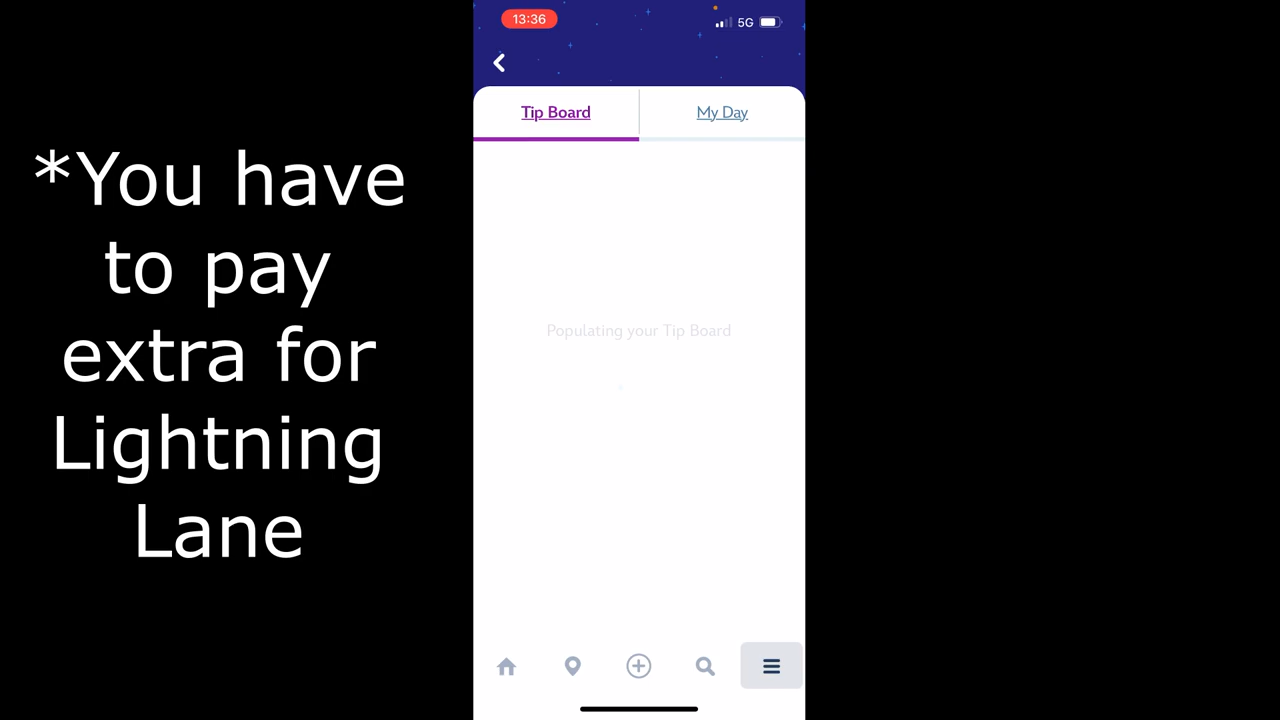 *You have
to pay
extra for
Lightning
Lane
13:36
5G
Tip Board
My Day
Populating your Tip Board